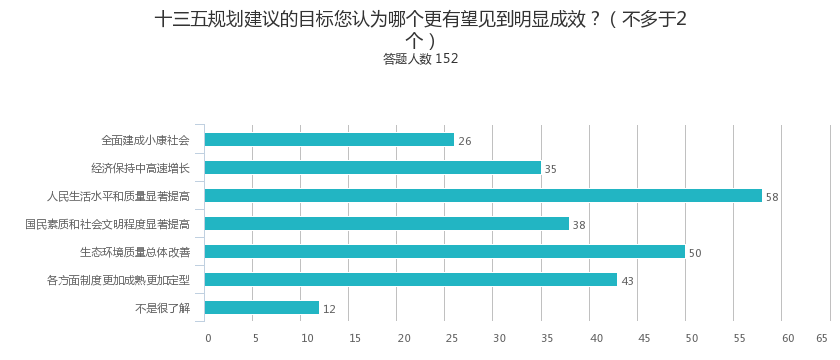 十三五规划建议的目标您认为哪个更有望见到明显成效？（不多于2
个）
答题人数 152
全面建成小康社会
26
经济保持中高速增长
35
人民生活水平和质量显著提高
58
国民素质和社会文明程度显著提高
38
生态环境质量总体改善
50
各方面制度更加成熟更加定型
43
不是很了解
12
0 5 10 15 20 25 30 35 40 45 50 55 60 65